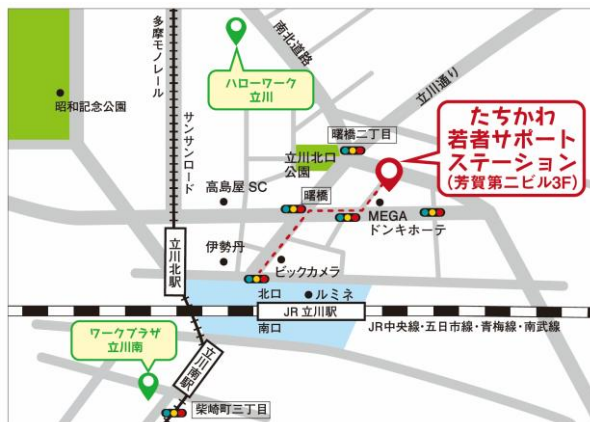 多摩モノレール
南北道路
ハローワーク
立川
立川通り
昭和記念公園
サンサンロード
曙橋二丁目
たちかわ
若者サポート
ステーション
(芳賀第二ビル3F)
立川北口
公園
高島屋 SC
曙橋
MEGA
ドンキホーテ
立川北駅
伊勢丹
ビックカメラ
北口
ルミネ
JR 立川駅
南口
JR中央線・五日市線・青梅線・南武線
ワークプラザ
立川南
立川南駅
柴崎町三丁目